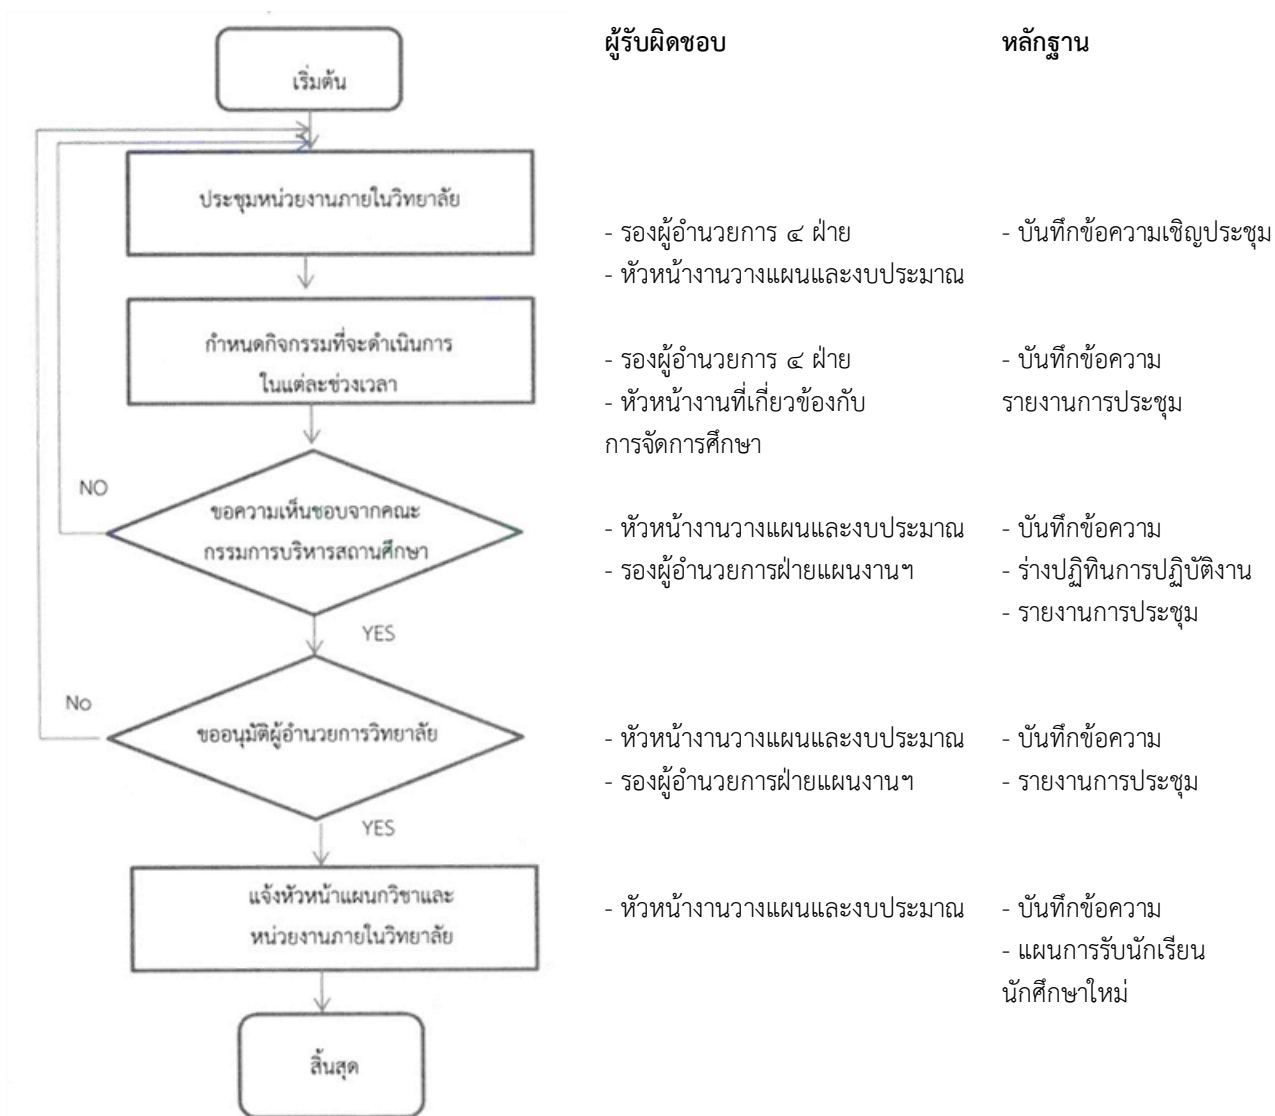 ผู้รับผิดชอบ
หลักฐาน
เริ่มต้น
ประชุมหน่วยงานภายในวิทยาลัย
- รองผู้อำนวยการ ๔ ฝ่าย
- หัวหน้างานวางแผนและงบประมาณ
- บันทึกข้อความเชิญประชุม
กำหนดกิจกรรมที่จะดำเนินการ
ในแต่ละช่วงเวลา
- รองผู้อำนวยการ ๔ ฝ่าย
- หัวหน้างานที่เกี่ยวข้องกับ
การจัดการศึกษา
- บันทึกข้อความ
รายงานการประชุม
NO
ขอความเห็นชอบจากคณะ
กรรมการบริหารสถานศึกษา
- หัวหน้างานวางแผนและงบประมาณ
- รองผู้อำนวยการฝ่ายแผนงานฯ
- บันทึกข้อความ
- ร่างปฏิทินการปฏิบัติงาน
- รายงานการประชุม
YES
No
ขออนุมัติผู้อำนวยการวิทยาลัย
- หัวหน้างานวางแผนและงบประมาณ
- รองผู้อำนวยการฝ่ายแผนงานฯ
- บันทึกข้อความ
- รายงานการประชุม
YES
แจ้งหัวหน้าแผนกวิชาและ
หน่วยงานภายในวิทยาลัย
- หัวหน้างานวางแผนและงบประมาณ
- บันทึกข้อความ
- แผนการรับนักเรียน
นักศึกษาใหม่
สิ้นสุด